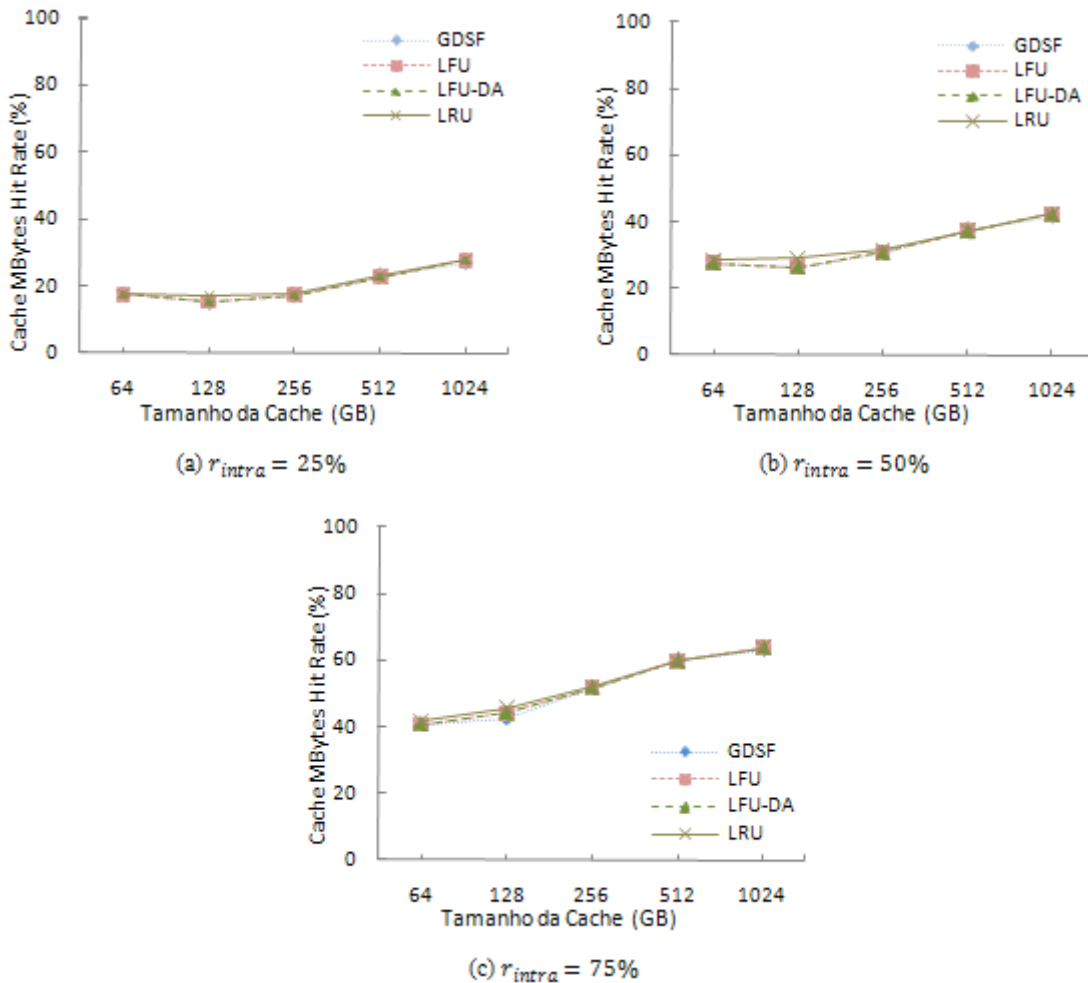 100
80
60
40
20
0
Cache MBytes Hit Rate (%)
GDSF
LFU
LFU-DA
LRU
64 128 256 512 1024
Tamanho da Cache (GB)
(a) r_intra = 25%
100
80
60
40
20
0
Cache MBytes Hit Rate (%)
GDSF
LFU
LFU-DA
LRU
64 128 256 512 1024
Tamanho da Cache (GB)
(b) r_intra = 50%
100
80
60
40
20
0
Cache MBytes Hit Rate (%)
GDSF
LFU
LFU-DA
LRU
64 128 256 512 1024
Tamanho da Cache (GB)
(c) r_intra = 75%